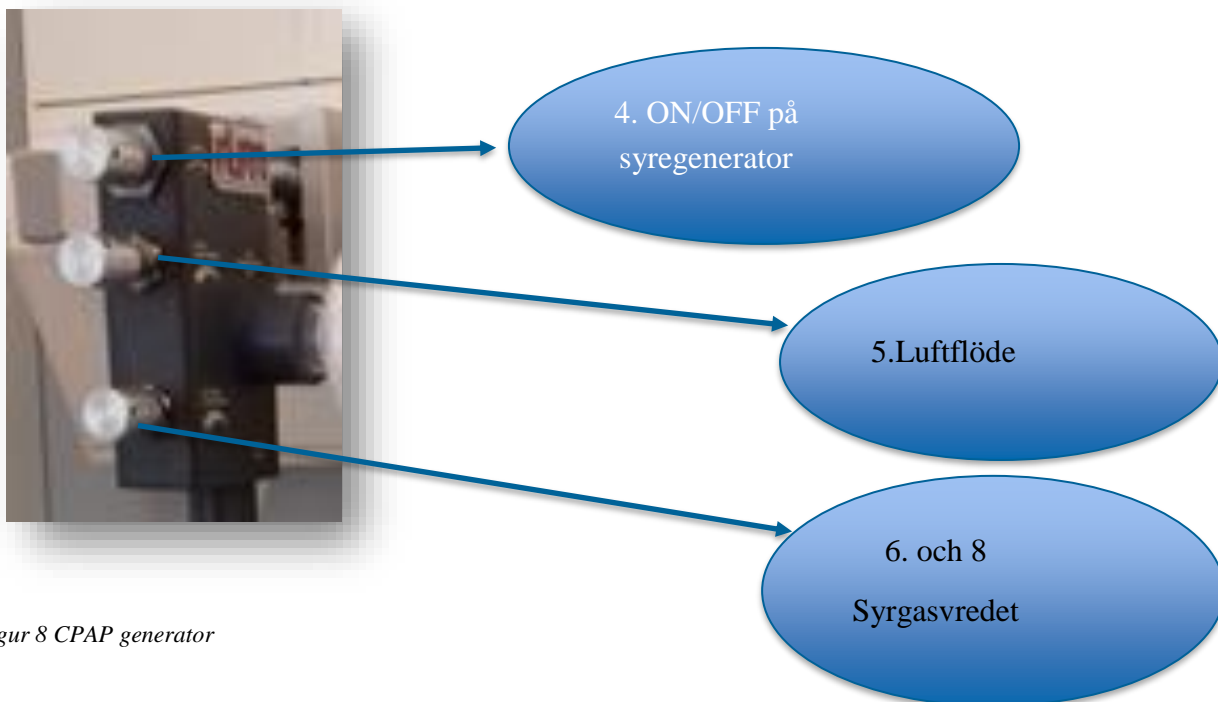 4. ON/OFF på
syregenerator
5.Luftflöde
6. och 8
Syrgasvredet
gur 8 CPAP generator